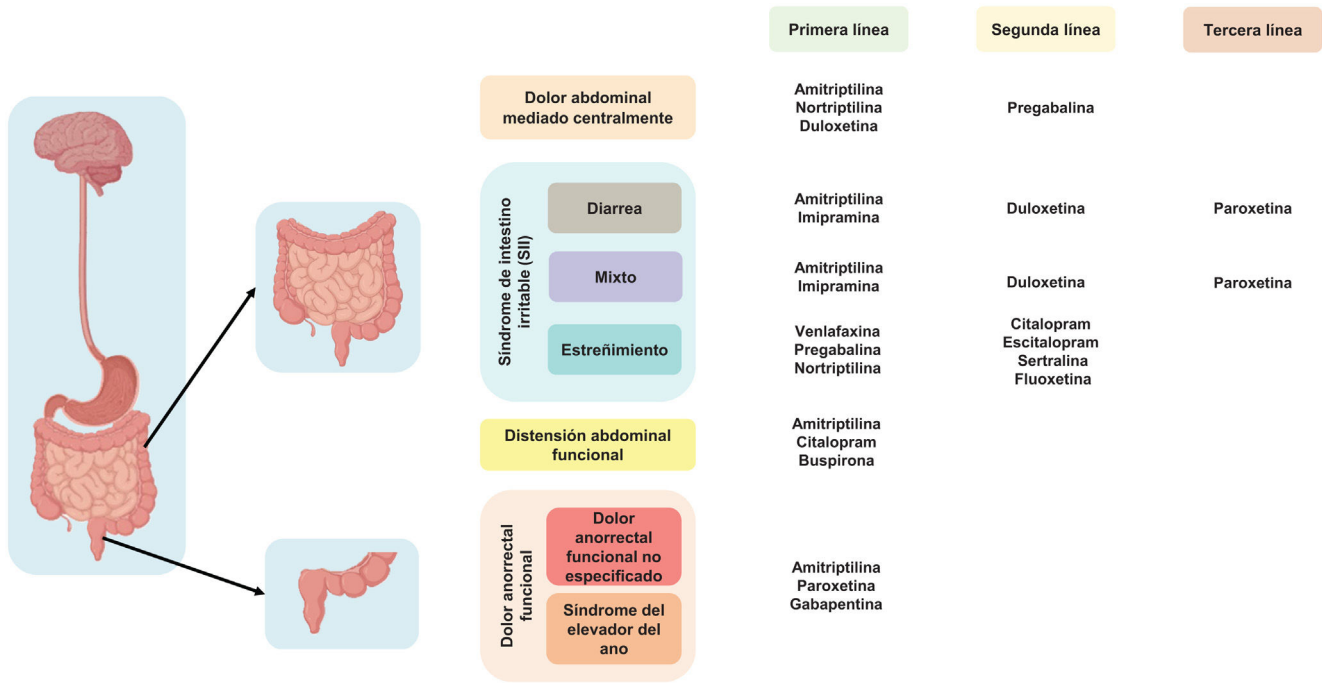 Primera línea
Segunda línea
Tercera línea
Dolor abdominal
mediado centralmente
Amitriptilina
Nortriptilina
Duloxetina
Pregabalina
Síndrome de intestino
irritable (SII)
Diarrea
Amitriptilina
Imipramina
Duloxetina
Paroxetina
Mixto
Amitriptilina
Imipramina
Duloxetina
Paroxetina
Estreñimiento
Venlafaxina
Pregabalina
Nortriptilina
Citalopram
Escitalopram
Sertralina
Fluoxetina
Distensión abdominal
funcional
Amitriptilina
Citalopram
Buspirona
Dolor anorrectal
funcional
Dolor
anorrectal
funcional no
especificado
Síndrome del
elevador del
ano
Amitriptilina
Paroxetina
Gabapentina